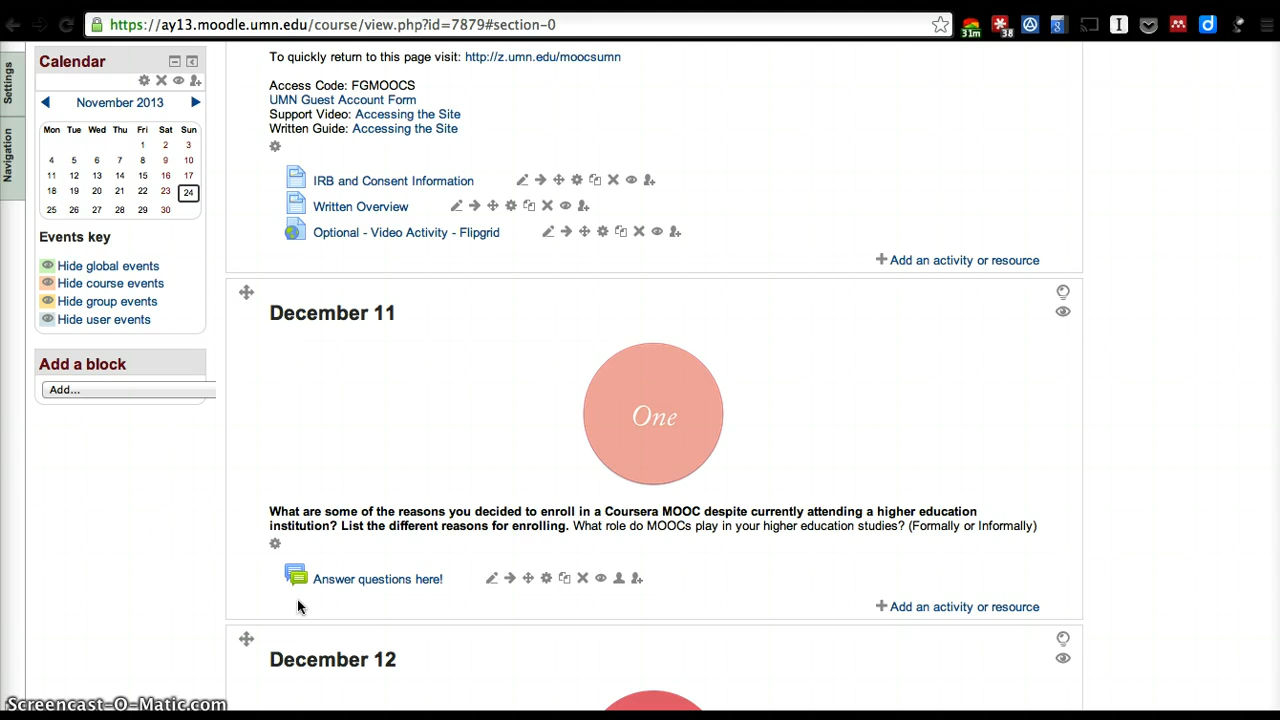 https://ay13.moodle.umn.edu/course/view.php?id=7879#section-0
31m
38
Settings
Navigation
Calendar
November 2013
Mon Tue Wed Thu Fri Sat Sun
1 2 3
4 5 6 7 8 9 10
11 12 13 14 15 16 17
18 19 20 21 22 23 24
25 26 27 28 29 30
Events key
Hide global events
Hide course events
Hide group events
Hide user events
Add a block
Add...
To quickly return to this page visit: http://z.umn.edu/moocsumn
Access Code: FGMOOCS
UMN Guest Account Form
Support Video: Accessing the Site
Written Guide: Accessing the Site
IRB and Consent Information
Written Overview
Optional - Video Activity - Flipgrid
Add an activity or resource
December 11
One
What are some of the reasons you decided to enroll in a Coursera MOOC despite currently attending a higher education
institution? List the different reasons for enrolling. What role do MOOCs play in your higher education studies? (Formally or Informally)
Answer questions here!
Add an activity or resource
December 12
Screencast-O-Matic.com